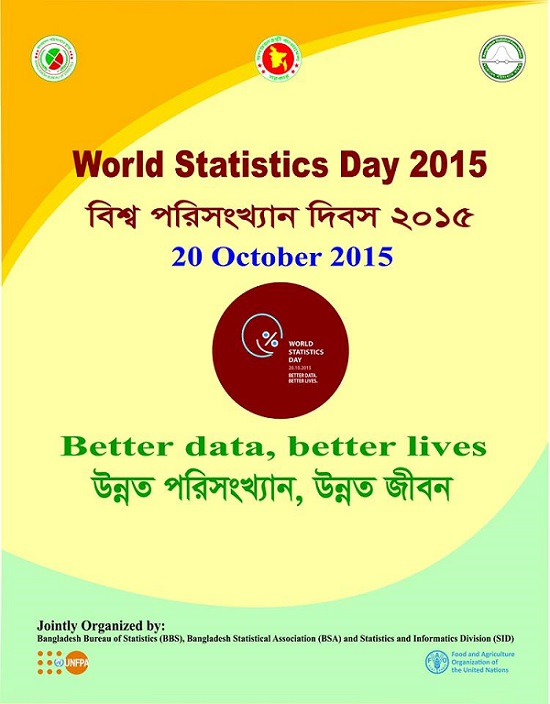 World Statistics Day 2015
বিশ্ব পরিসংখ্যান দিবস ২০১৫
20 October 2015
WORLD
STATISTICS
DAY
20.10.2015
BETTER DATA.
BETTER LIVES.
Better data, better lives
উন্নত পরিসংখ্যান, উন্নত জীবন
Jointly Organized by:
Bangladesh Bureau of Statistics (BBS), Bangladesh Statistical Association (BSA) and Statistics and Informatics Division (SID)
UNFPA
Food and Agriculture
Organization of
the United Nations